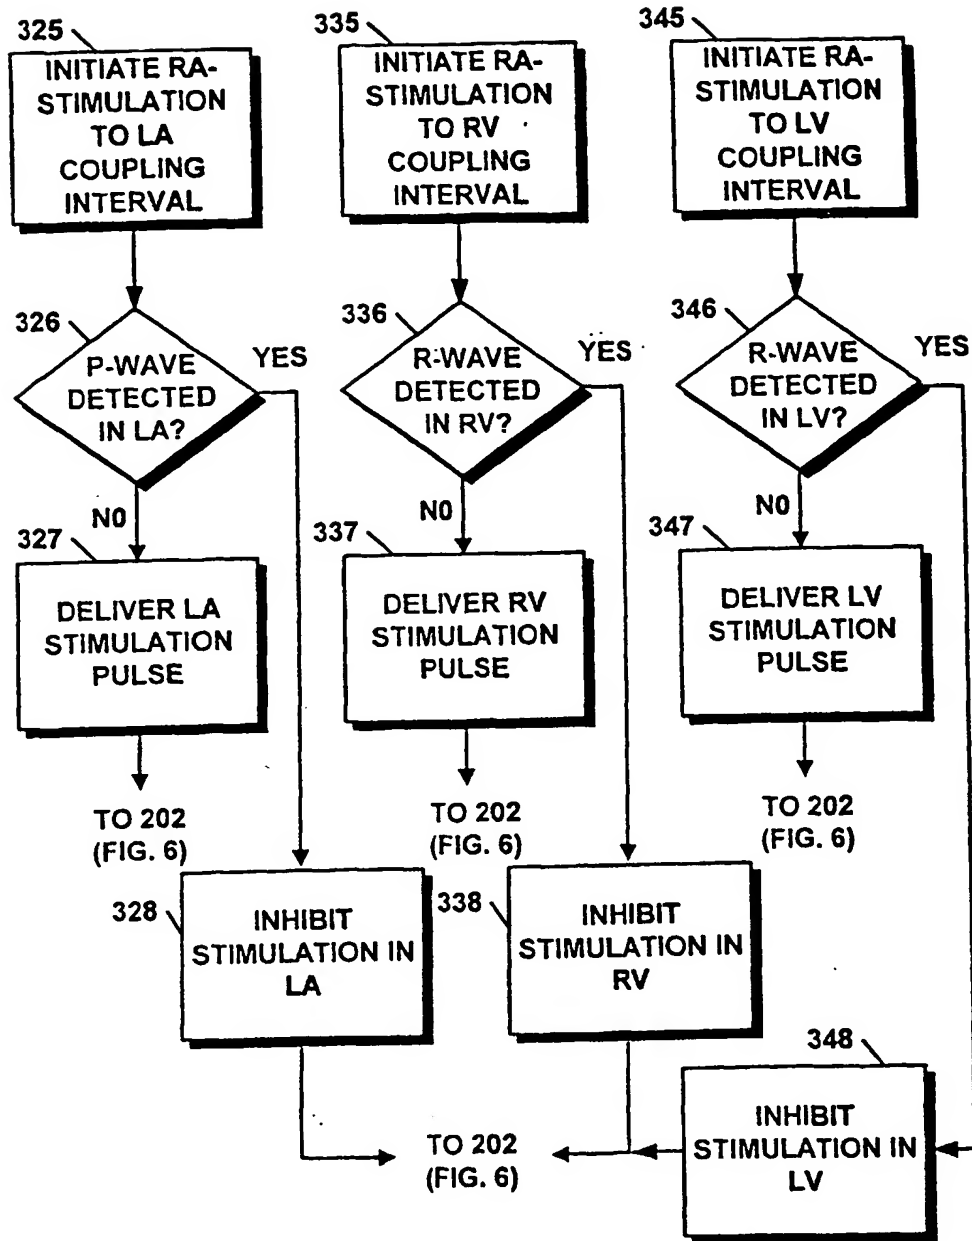 325
INITIATE RA-
STIMULATION
TO LA
COUPLING
INTERVAL
335
INITIATE RA-
STIMULATION
TO RV
COUPLING
INTERVAL
345
INITIATE RA-
STIMULATION
TO LV
COUPLING
INTERVAL
326
P-WAVE
DETECTED
IN LA?
YES
NO
336
R-WAVE
DETECTED
IN RV?
YES
NO
346
R-WAVE
DETECTED
IN LV?
YES
NO
327
DELIVER LA
STIMULATION
PULSE
337
DELIVER RV
STIMULATION
PULSE
347
DELIVER LV
STIMULATION
PULSE
TO 202
(FIG. 6)
TO 202
(FIG. 6)
TO 202
(FIG. 6)
328
INHIBIT
STIMULATION IN
LA
338
INHIBIT
STIMULATION IN
RV
348
INHIBIT
STIMULATION IN
LV
TO 202
(FIG. 6)